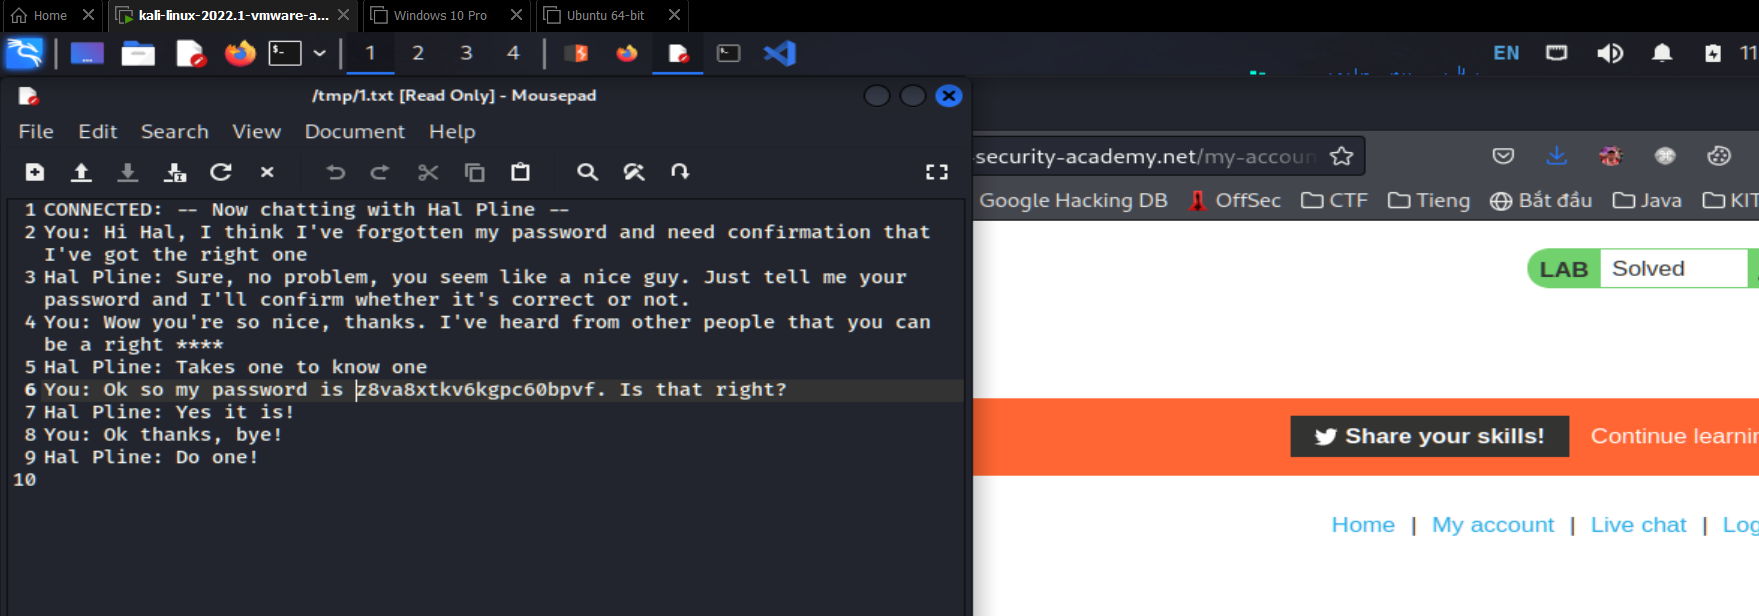 Home
kali-linux-2022.1-vmware-a...
Windows 10 Pro
Ubuntu 64-bit
1 2 3 4
EN
11
/tmp/1.txt [Read Only] - Mousepad
File Edit Search View Document Help
security-academy.net/my-accoun
Google Hacking DB OffSec CTF Tieng Bắt đầu Java KIT
1 CONNECTED: -- Now chatting with Hal Pline --
2 You: Hi Hal, I think I've forgotten my password and need confirmation that
I've got the right one
3 Hal Pline: Sure, no problem, you seem like a nice guy. Just tell me your
password and I'll confirm whether it's correct or not.
4 You: Wow you're so nice, thanks. I've heard from other people that you can
be a right ****
5 Hal Pline: Takes one to know one
6 You: Ok so my password is z8va8xtkv6kgpc60bpvf. Is that right?
7 Hal Pline: Yes it is!
8 You: Ok thanks, bye!
9 Hal Pline: Do one!
10
LAB Solved
Share your skills! Continue learnin
Home | My account | Live chat | Log